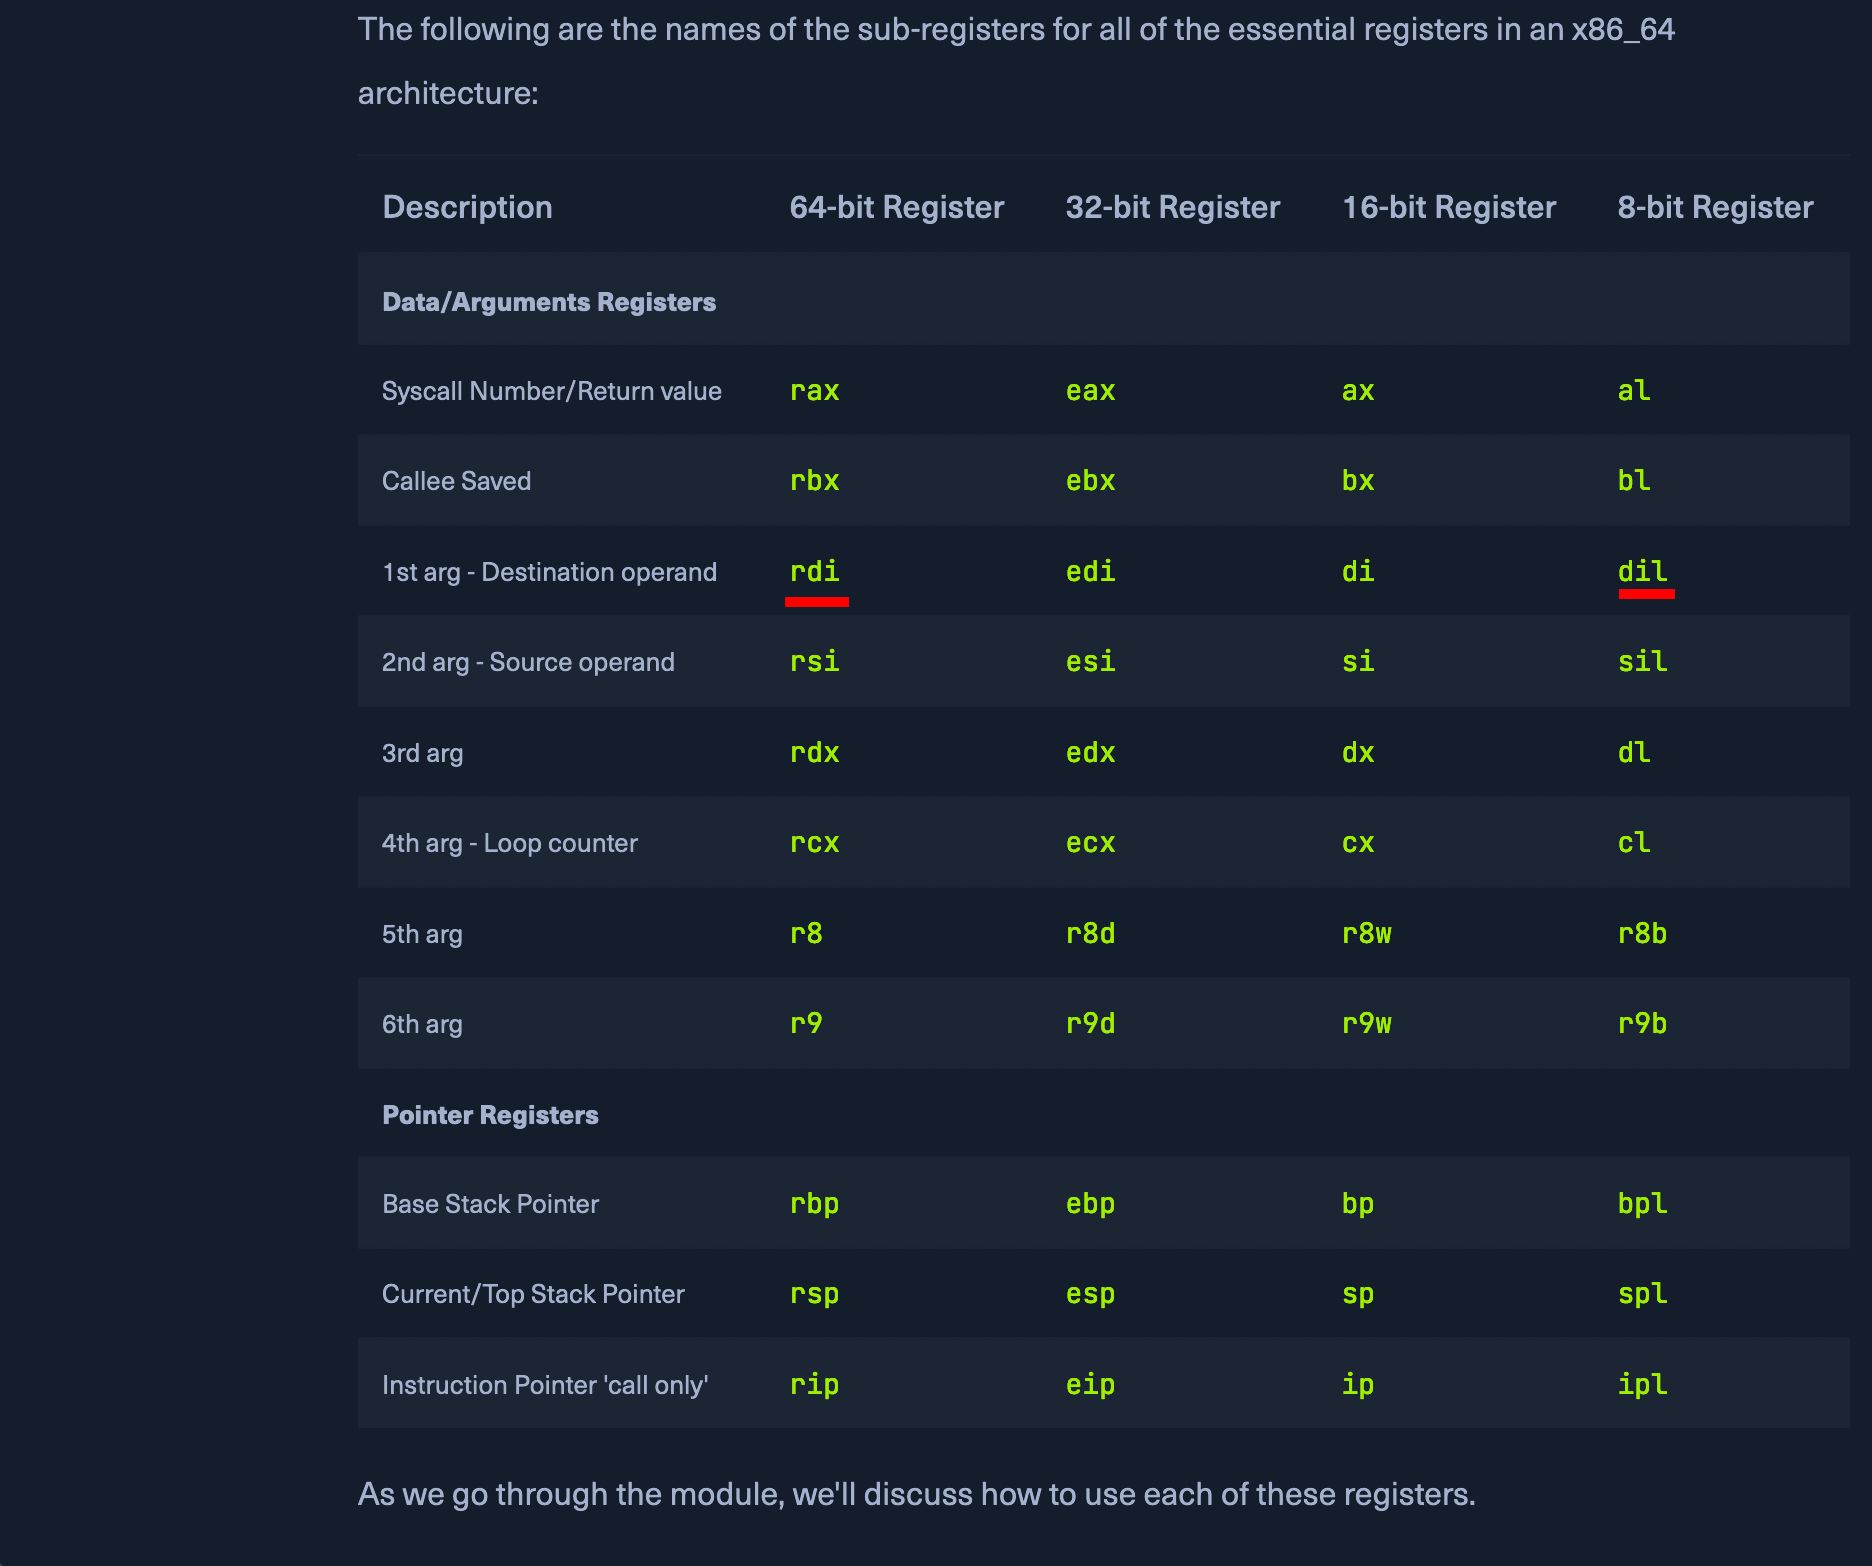 The following are the names of the sub-registers for all of the essential registers in an x86_64
architecture:
Description 64-bit Register 32-bit Register 16-bit Register 8-bit Register
Data/Arguments Registers
Syscall Number/Return value rax eax ax al
Callee Saved rbx ebx bx bl
1st arg - Destination operand rdi edi di dil
2nd arg - Source operand rsi esi si sil
3rd arg rdx edx dx dl
4th arg - Loop counter rcx ecx cx cl
5th arg r8 r8d r8w r8b
6th arg r9 r9d r9w r9b
Pointer Registers
Base Stack Pointer rbp ebp bp bpl
Current/Top Stack Pointer rsp esp sp spl
Instruction Pointer 'call only' rip eip ip ipl
As we go through the module, we'll discuss how to use each of these registers.